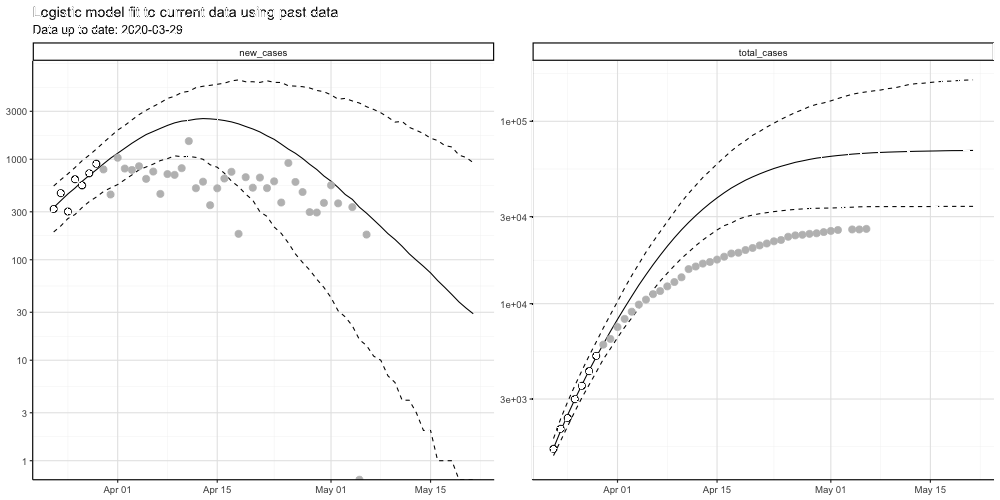 Logistic model fit to current data using past data
Data up to date: 2020-03-29
new_cases
total_cases
3000
1000
300
100
30
10
3
1
1e+05
3e+04
1e+04
3e+03
Apr 01
Apr 15
May 01
May 15
Apr 01
Apr 15
May 01
May 15